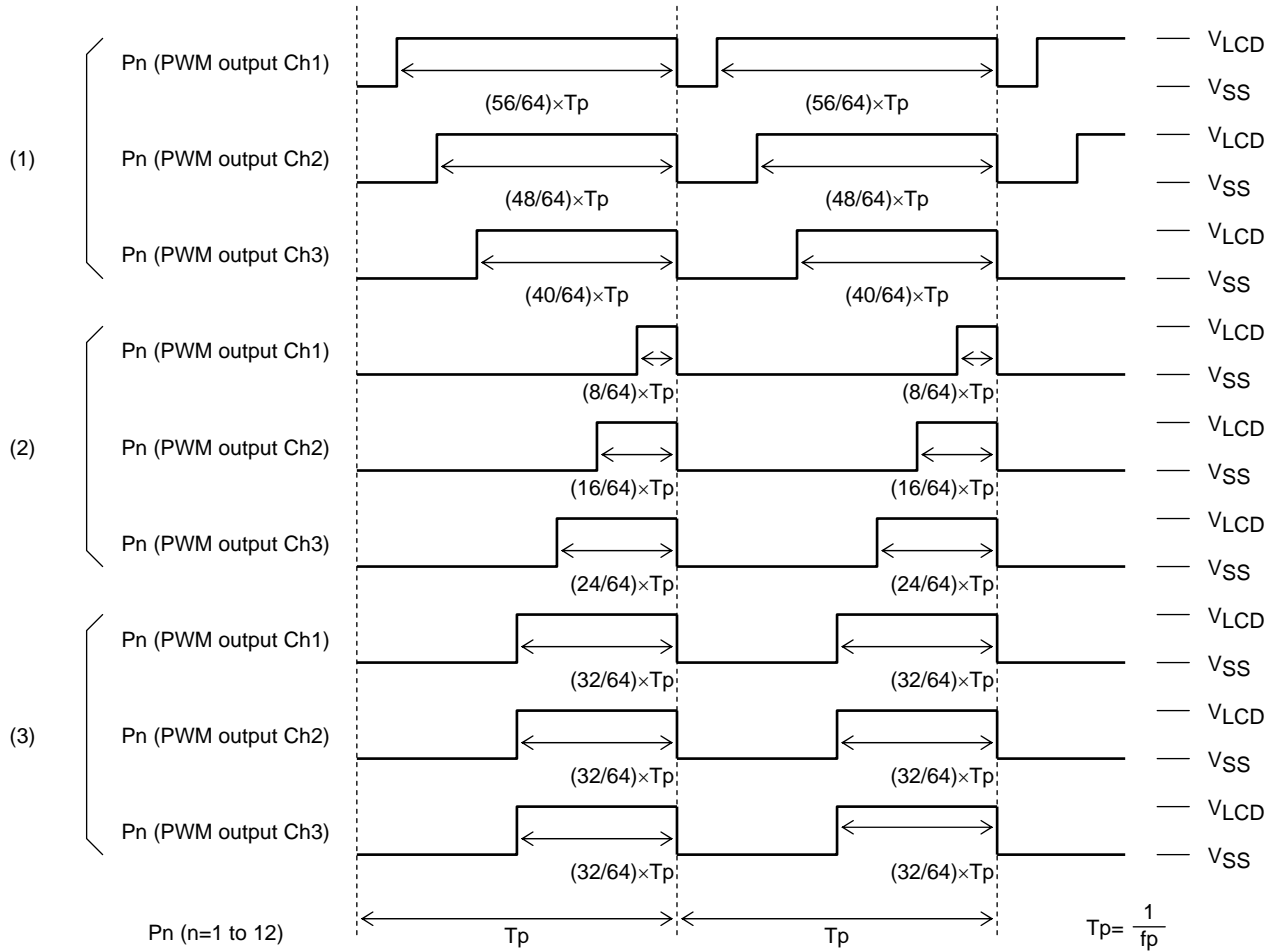 VLCD
Pn (PWM output Ch1)
VSS
(56/64)×Tp (56/64)×Tp
VLCD
(1) Pn (PWM output Ch2)
VSS
(48/64)×Tp (48/64)×Tp
VLCD
Pn (PWM output Ch3)
VSS
(40/64)×Tp (40/64)×Tp
VLCD
Pn (PWM output Ch1)
VSS
(8/64)×Tp (8/64)×Tp
VLCD
(2) Pn (PWM output Ch2)
VSS
(16/64)×Tp (16/64)×Tp
VLCD
Pn (PWM output Ch3)
VSS
(24/64)×Tp (24/64)×Tp
VLCD
Pn (PWM output Ch1)
VSS
(32/64)×Tp (32/64)×Tp
VLCD
(3) Pn (PWM output Ch2)
VSS
(32/64)×Tp (32/64)×Tp
VLCD
Pn (PWM output Ch3)
VSS
(32/64)×Tp (32/64)×Tp
Pn (n=1 to 12) Tp Tp Tp= 1/fp